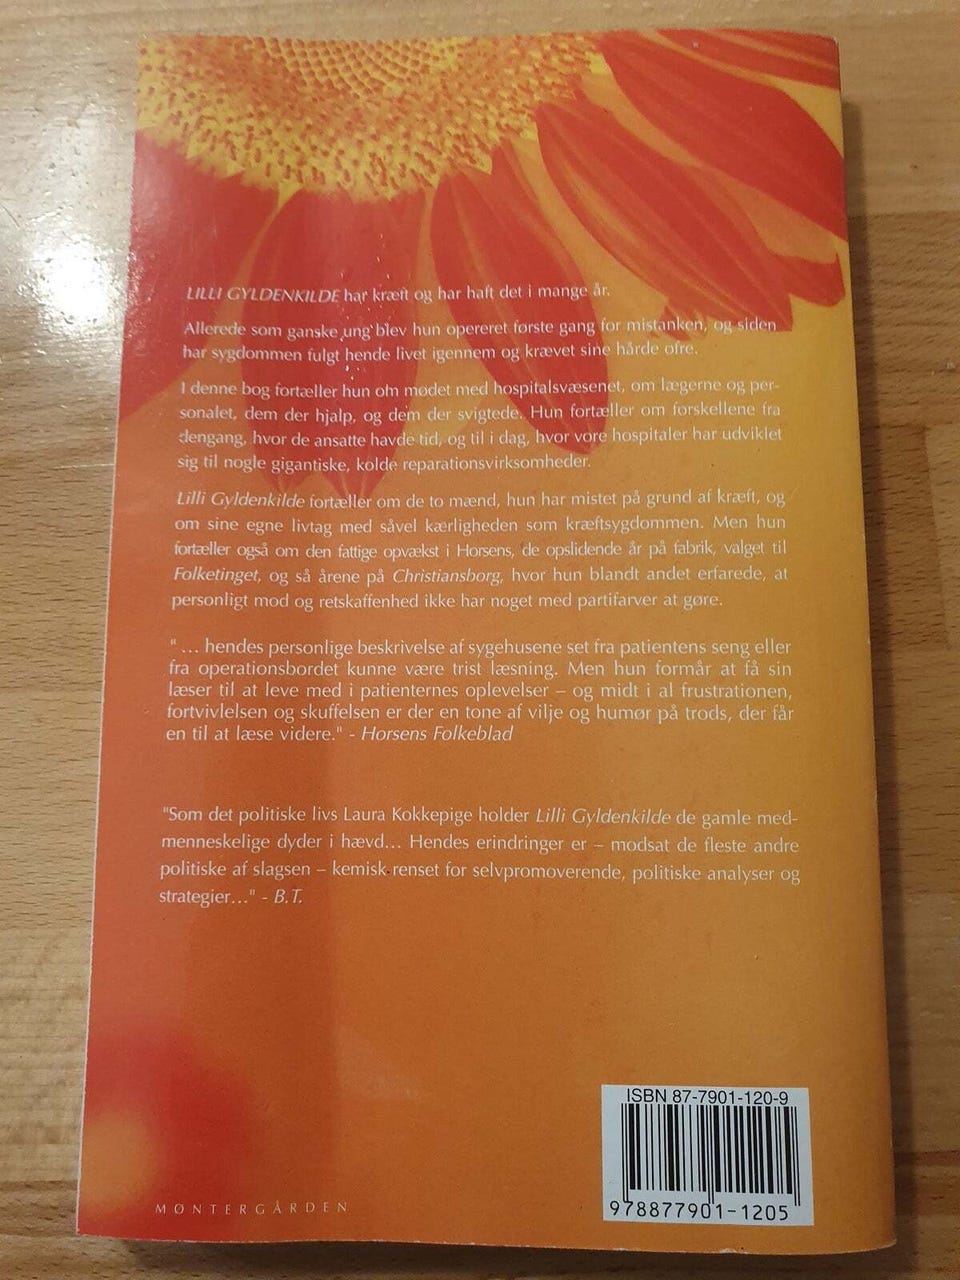 LILLI GYLDENKILDE har kræft og har haft det i mange år.
Allerede som ganske ung blev hun opereret første gang for mistanken, og siden
har sygdommen fulgt hende livet igennem og krævet sine hårde ofre.
I denne bog fortæller hun om mødet med hospitalsvæsenet, om lægerne og per-
sonalet, dem der hjalp, og dem der svigtede. Hun fortæller om forskellene fra
dengang, hvor de ansatte havde tid, og til i dag, hvor vore hospitaler har udviklet
sig til nogle gigantiske, kolde reparationsvirksomheder.
Lilli Gyldenkilde fortæller om de to mænd, hun har mistet på grund af kræft, og
om sine egne livtag med såvel kærligheden som kræftsygdommen. Men hun
fortæller også om den fattige opvækst i Horsens, de opslidende år på fabrik, valget til
Folketinget, og så årene på Christiansborg, hvor hun blandt andet erfarede, at
personligt mod og retskaffenhed ikke har noget med partifarver at gøre.
" ... hendes personlige beskrivelse af sygehusene set fra patientens seng eller
fra operationsbordet kunne være trist læsning. Men hun formår at få sin
læser til at leve med i patienternes oplevelser – og midt i al frustrationen,
fortvivlelsen og skuffelsen er der en tone af vilje og humør på trods, der får
en til at læse videre." - Horsens Folkeblad
"Som det politiske livs Laura Kokkepige holder Lilli Gyldenkilde de gamle med-
menneskelige dyder i hævd... Hendes erindringer er – modsat de fleste andre
politiske af slagsen – kemisk renset for selvpromoverende, politiske analyser og
strategier..." - B.T.
ISBN 87-7901-120-9
978877901-1205
MØNTERGÅRDEN